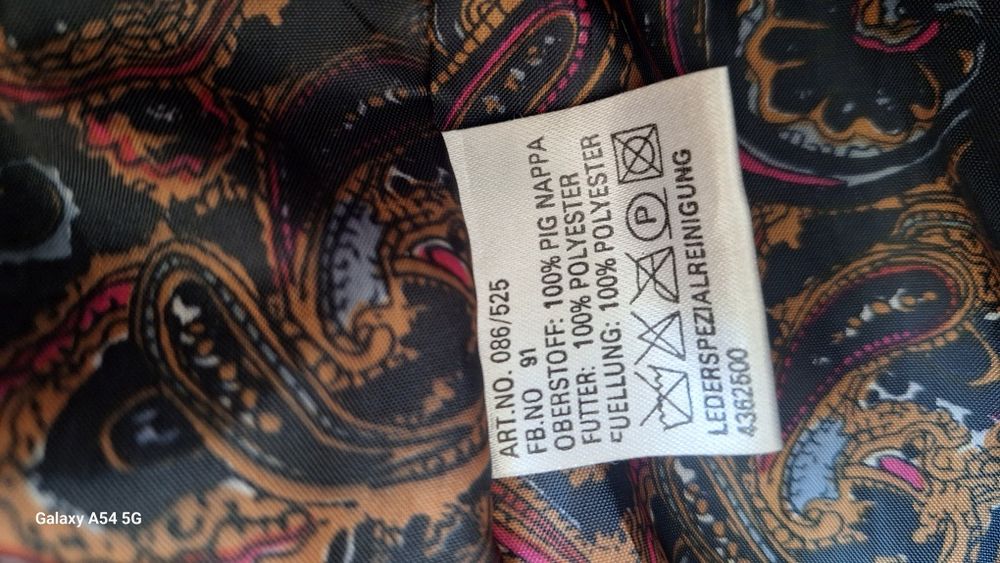 ART.NO. 086/525
FB.NO 91
OBERSTOFF: 100% PIG NAPPA
FUTTER: 100% POLYESTER
FUELLUNG: 100% POLYESTER
P
LEDERSPEZIALREINIGUNG
4362500
Galaxy A54 5G